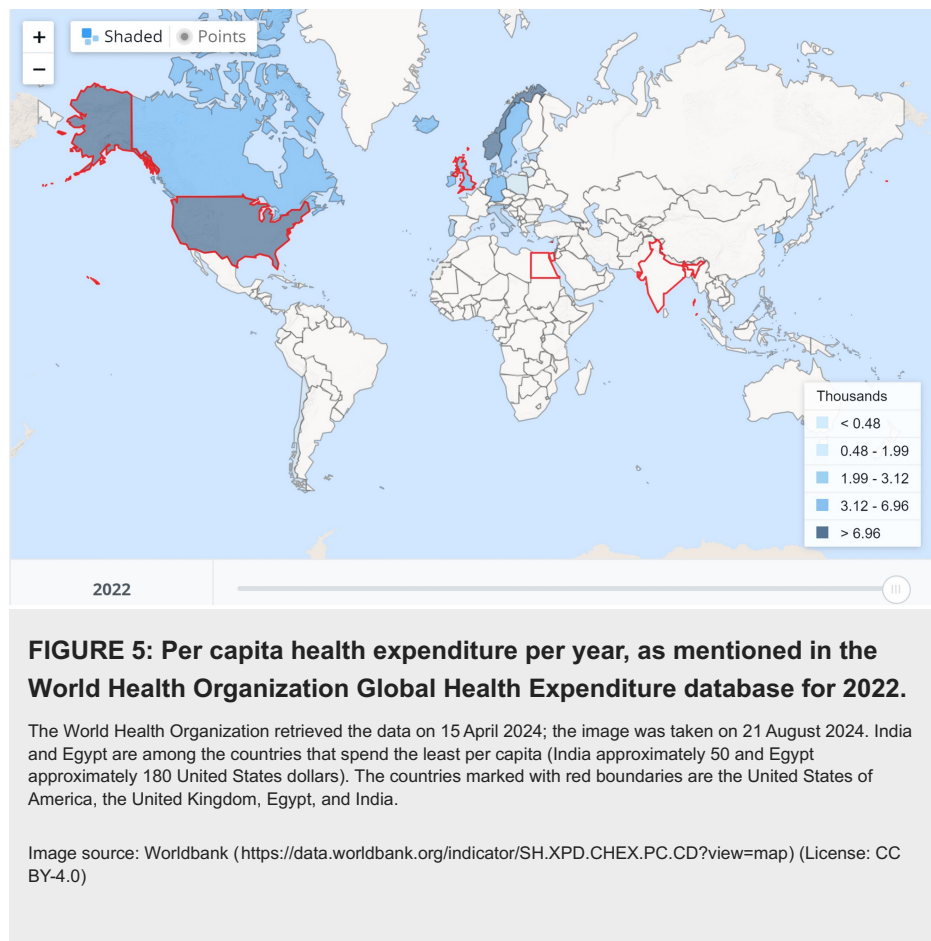 +
Shaded
Points
−
Thousands
< 0.48
0.48 - 1.99
1.99 - 3.12
3.12 - 6.96
> 6.96
2022
FIGURE 5: Per capita health expenditure per year, as mentioned in the
World Health Organization Global Health Expenditure database for 2022.
The World Health Organization retrieved the data on 15 April 2024; the image was taken on 21 August 2024. India
and Egypt are among the countries that spend the least per capita (India approximately 50 and Egypt
approximately 180 United States dollars). The countries marked with red boundaries are the United States of
America, the United Kingdom, Egypt, and India.
Image source: Worldbank (https://data.worldbank.org/indicator/SH.XPD.CHEX.PC.CD?view=map) (License: CC
BY-4.0)